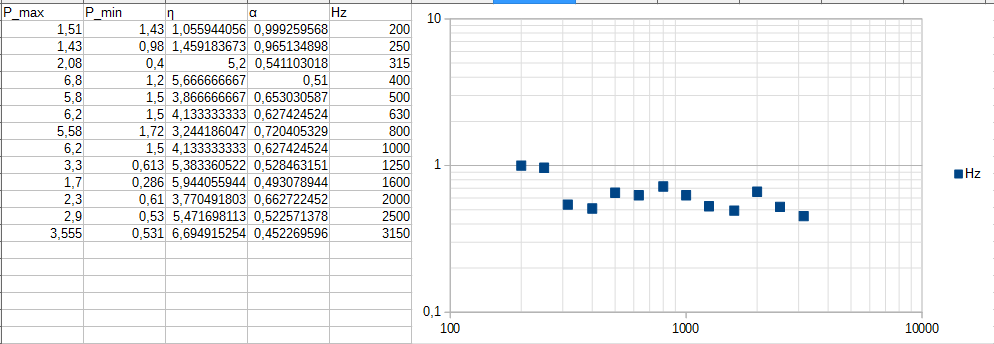 P_max P_min η α Hz
1,51 1,43 1,055944056 0,999259568 200
1,43 0,98 1,459183673 0,965134898 250
2,08 0,4 5,2 0,541103018 315
6,8 1,2 5,666666667 0,51 400
5,8 1,5 3,866666667 0,653030587 500
6,2 1,5 4,133333333 0,627424524 630
5,58 1,72 3,244186047 0,720405329 800
6,2 1,5 4,133333333 0,627424524 1000
3,3 0,613 5,383360522 0,528463151 1250
1,7 0,286 5,944055944 0,493078944 1600
2,3 0,61 3,770491803 0,662722452 2000
2,9 0,53 5,471698113 0,522571378 2500
3,555 0,531 6,694915254 0,452269596 3150
10
1
0,1
100 1000 10000
Hz